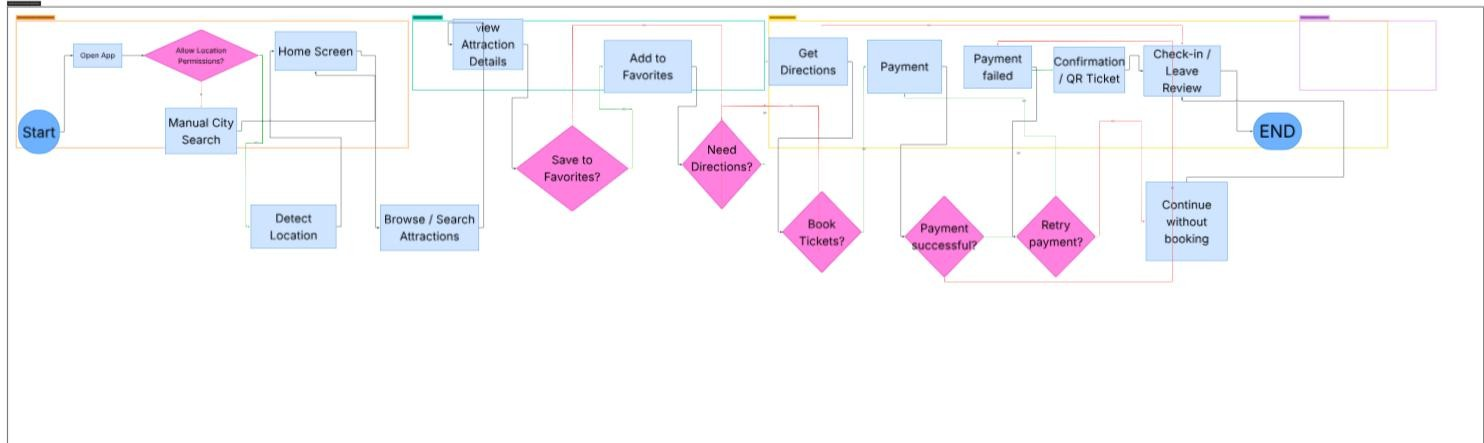 Start
Open App
Allow Location
Permissions?
Manual City
Search
Home Screen
Detect
Location
Browse / Search
Attractions
view
Attraction
Details
Save to
Favorites?
Add to
Favorites
Need
Directions?
Get
Directions
Book
Tickets?
Payment
Payment
successful?
Payment
failed
Retry
payment?
Confirmation
/ QR Ticket
Check-in /
Leave
Review
Continue
without
booking
END